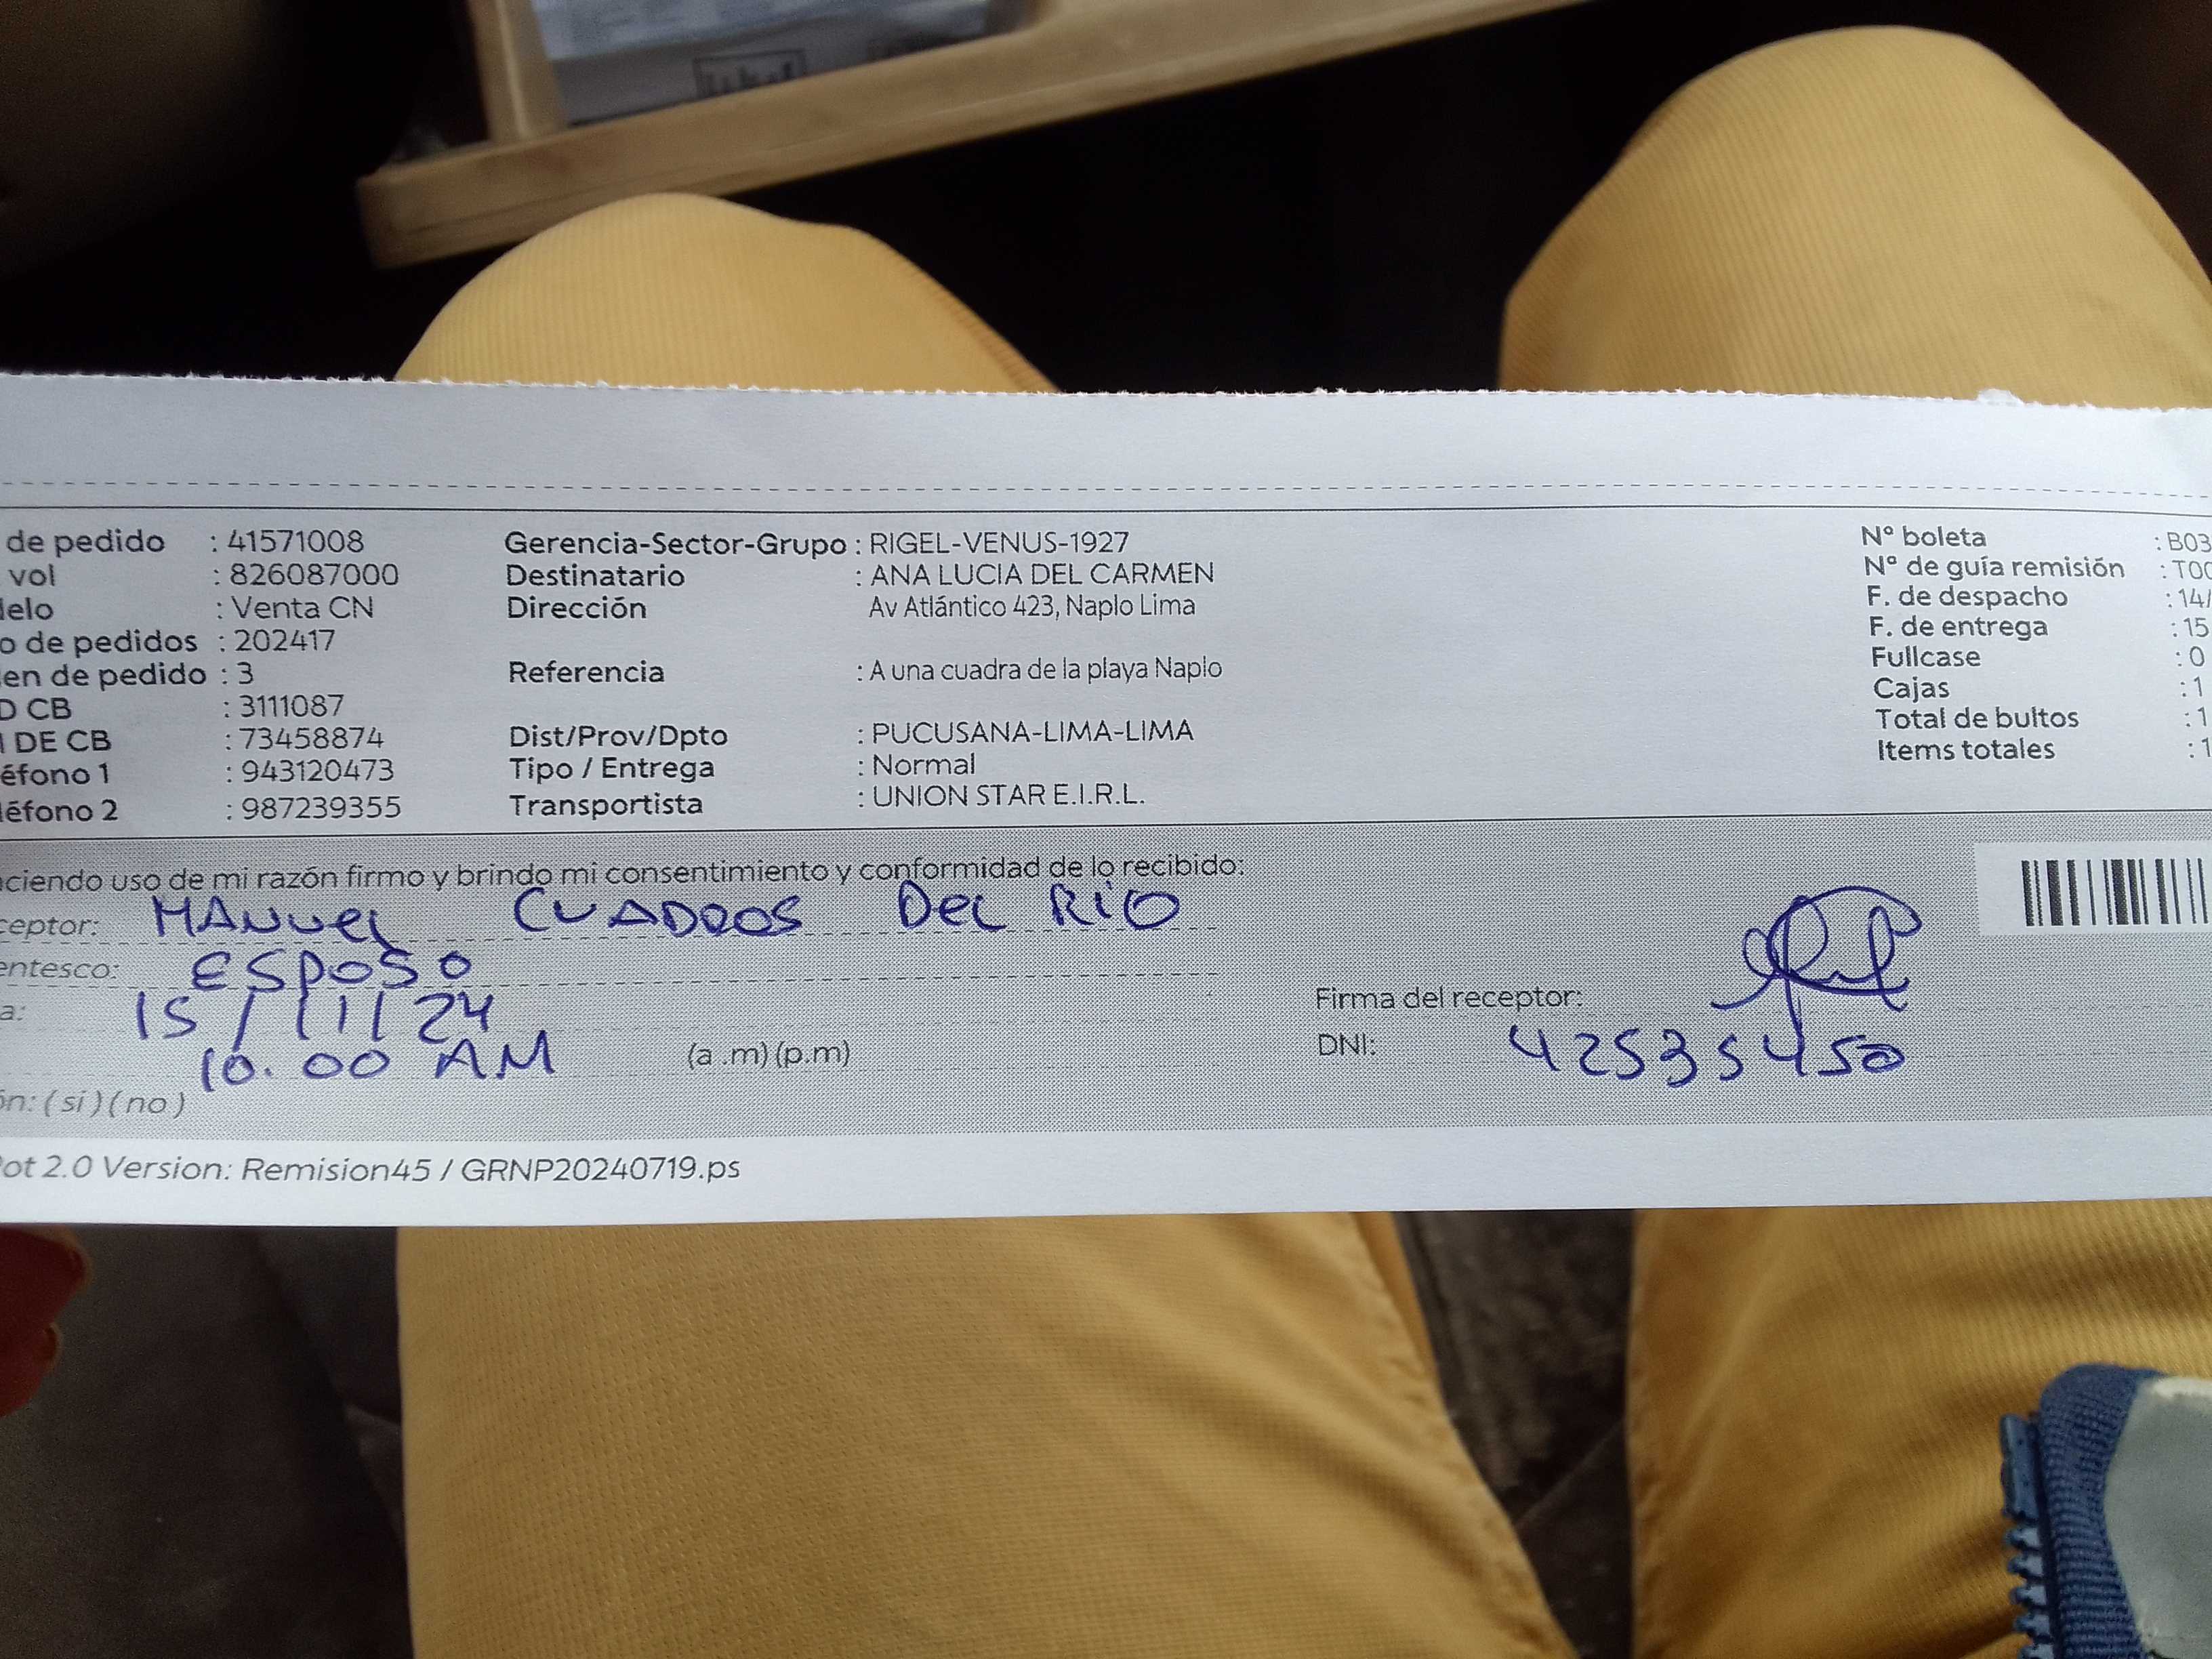 de pedido : 41571008 Gerencia-Sector-Grupo : RIGEL-VENUS-1927 Nº boleta : B03
vol : 826087000 Destinatario : ANA LUCIA DEL CARMEN Nº de guía remisión : T00
delo : Venta CN Dirección Av Atlántico 423, Naplo Lima F. de despacho : 14/
o de pedidos : 202417 F. de entrega : 15
en de pedido : 3 Referencia : A una cuadra de la playa Naplo Fullcase : 0
D CB : 3111087 Cajas : 1
I DE CB : 73458874 Dist/Prov/Dpto : PUCUSANA-LIMA-LIMA Total de bultos : 1
éfono 1 : 943120473 Tipo / Entrega : Normal Items totales : 1
léfono 2 : 987239355 Transportista : UNION STAR E.I.R.L.
aciendo uso de mi razón firmo y brindo mi consentimiento y conformidad de lo recibido:
ceptor: MANUEL CUADROS DEL RIO
entesco: ESPOSO
a: 15/11/24 Firma del receptor:
10.00 AM (a .m) (p.m) DNI: 42535450
ón: ( sí ) ( no )
ot 2.0 Version: Remision45 / GRNP20240719.ps